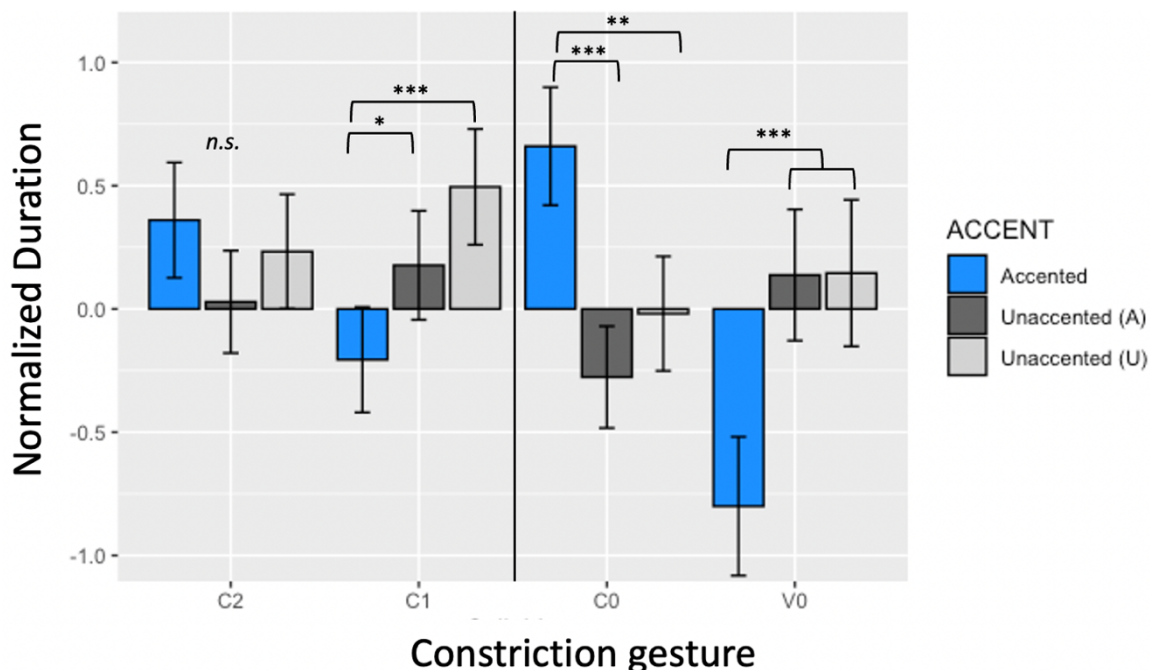 **
***
1.0
***
*
***
n.s.
0.5
Normalized Duration
ACCENT
Accented
0.0
Unaccented (A)
Unaccented (U)
-0.5
-1.0
C2 C1 C0 V0
Constriction gesture